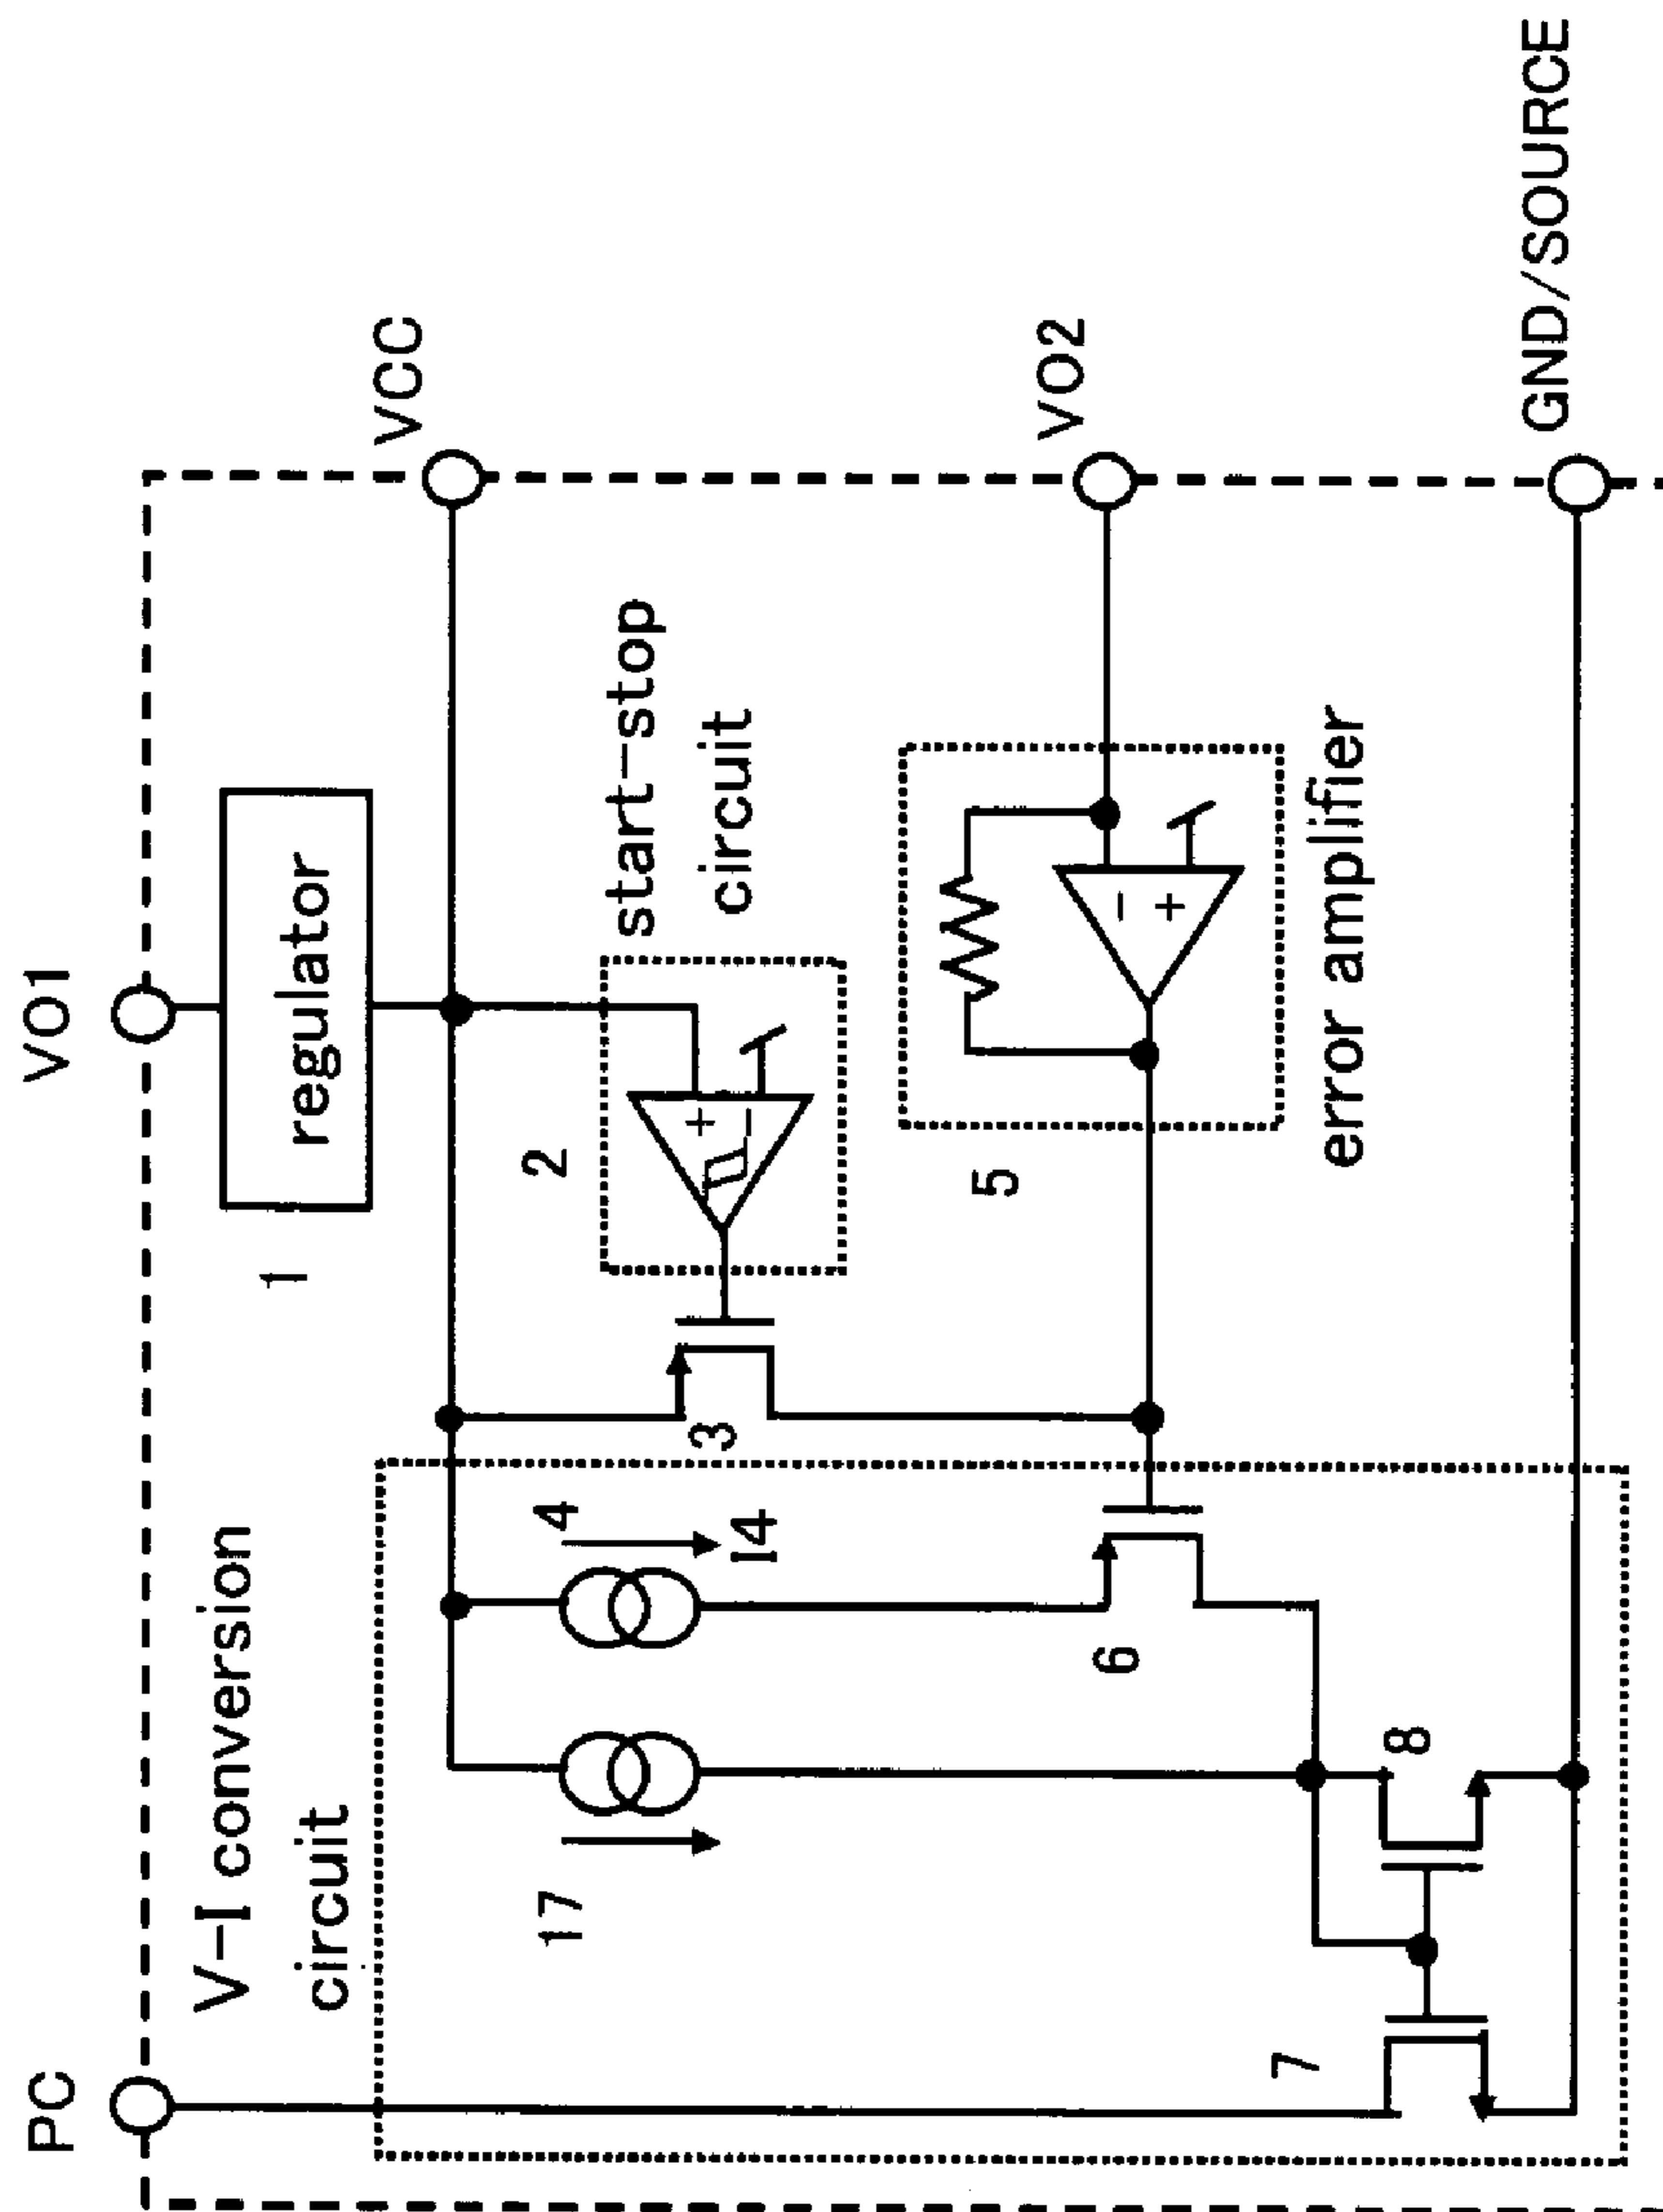 PC
VO1
V-I conversion
circuit
1
regulator
VCC
17
4
I4
3
2
+
−
start-stop
circuit
6
5
−
+
VO2
error amplifier
7
8
GND/SOURCE